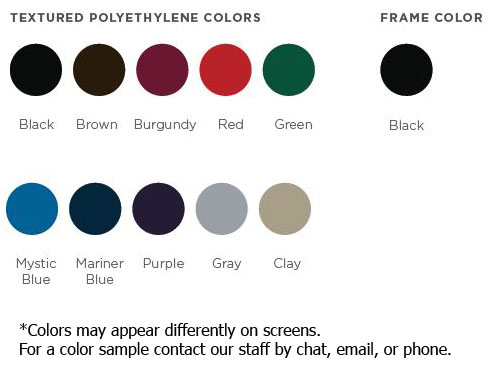 TEXTURED POLYETHYLENE COLORS
FRAME COLOR
Black Brown Burgundy Red Green
Black
Mystic Blue
Mariner Blue
Purple Gray Clay
*Colors may appear differently on screens.
For a color sample contact our staff by chat, email, or phone.